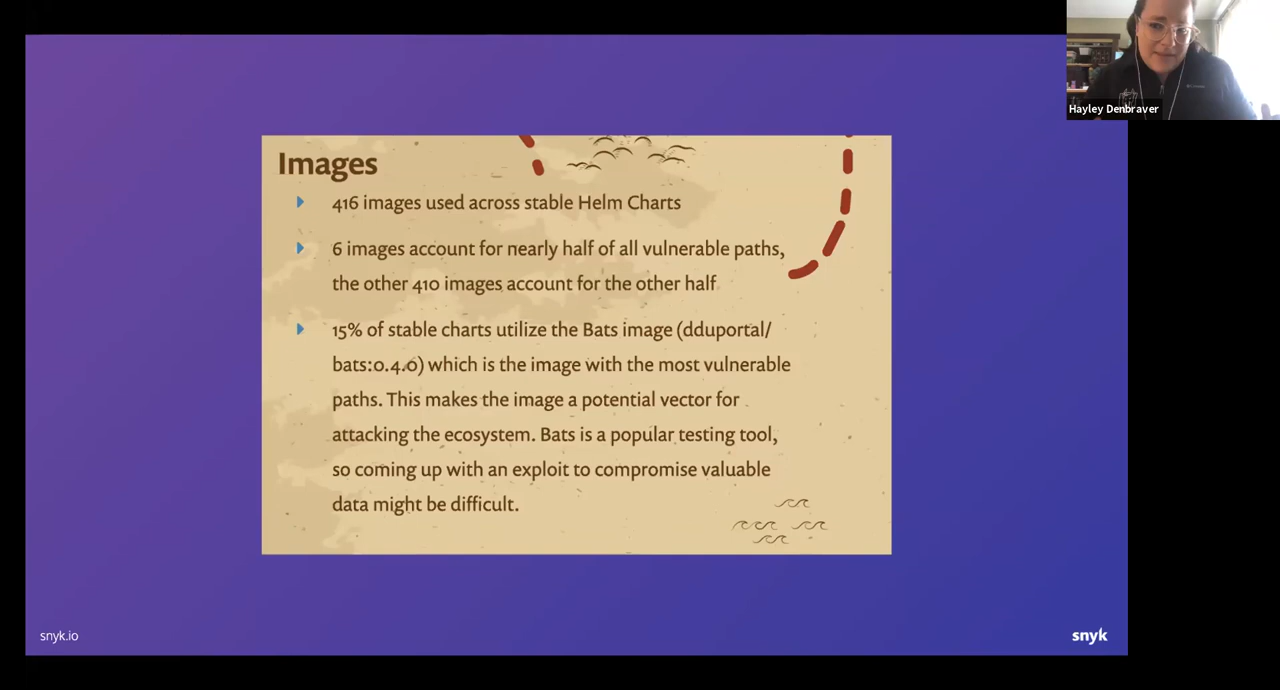 Hayley Denbraver
Images
416 images used across stable Helm Charts
6 images account for nearly half of all vulnerable paths,
the other 410 images account for the other half
15% of stable charts utilize the Bats image (dduportal/
bats:0.4.0) which is the image with the most vulnerable
paths. This makes the image a potential vector for
attacking the ecosystem. Bats is a popular testing tool,
so coming up with an exploit to compromise valuable
data might be difficult.
snyk.io
snyk